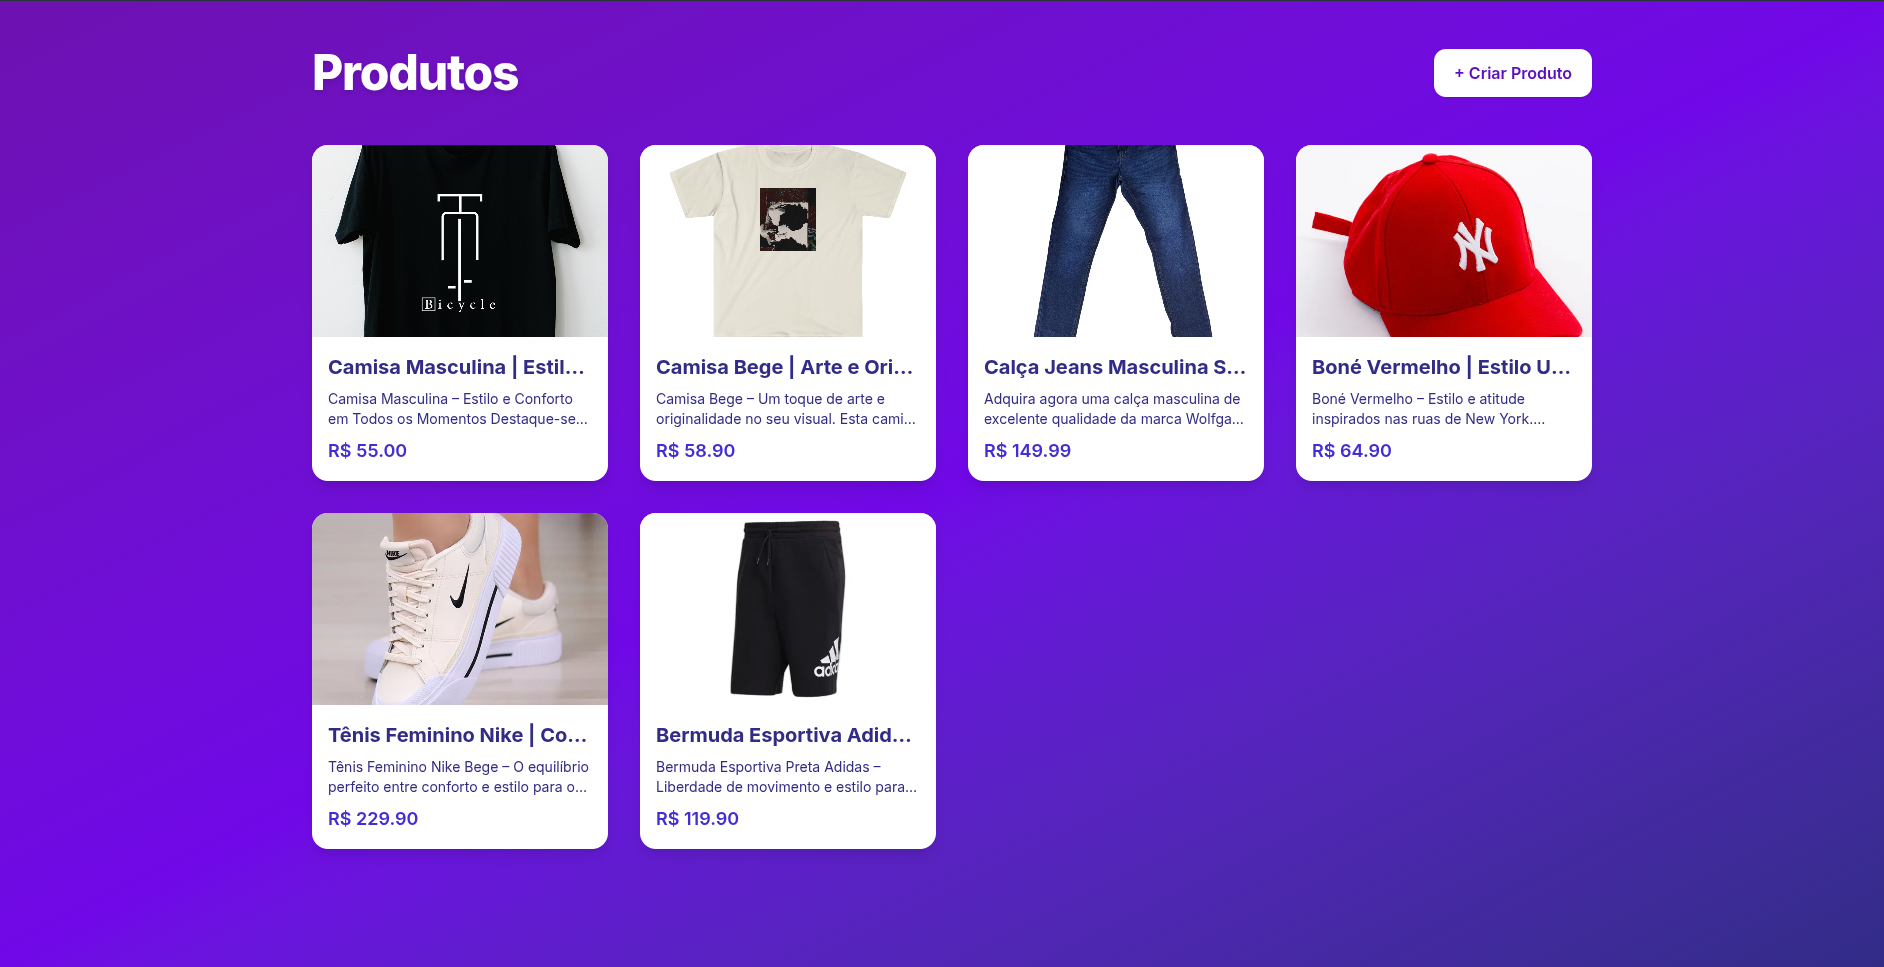 Produtos
+ Criar Produto
Bicycle
Camisa Masculina | Estil...
Camisa Masculina – Estilo e Conforto
em Todos os Momentos Destaque-se...
R$ 55.00
Camisa Bege | Arte e Ori...
Camisa Bege – Um toque de arte e
originalidade no seu visual. Esta cami...
R$ 58.90
Calça Jeans Masculina S...
Adquira agora uma calça masculina de
excelente qualidade da marca Wolfga...
R$ 149.99
NY
Boné Vermelho | Estilo U...
Boné Vermelho – Estilo e atitude
inspirados nas ruas de New York....
R$ 64.90
NIKE
Tênis Feminino Nike | Co...
Tênis Feminino Nike Bege – O equilíbrio
perfeito entre conforto e estilo para o...
R$ 229.90
adidas
Bermuda Esportiva Adid...
Bermuda Esportiva Preta Adidas –
Liberdade de movimento e estilo para...
R$ 119.90